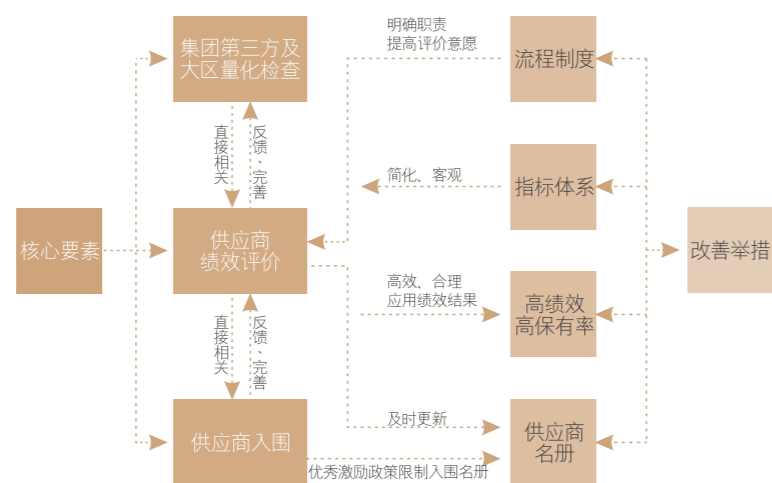 明确职责
提高评价意愿
集团第三方及
大区量化检查
流程制度
直接相关
反馈、完善
简化、客观
指标体系
核心要素
供应商
绩效评价
改善举措
高效、合理
应用绩效结果
高绩效
高保有率
直接相关
反馈、完善
及时更新
供应商入围
供应商
名册
优秀激励政策限制入围名册